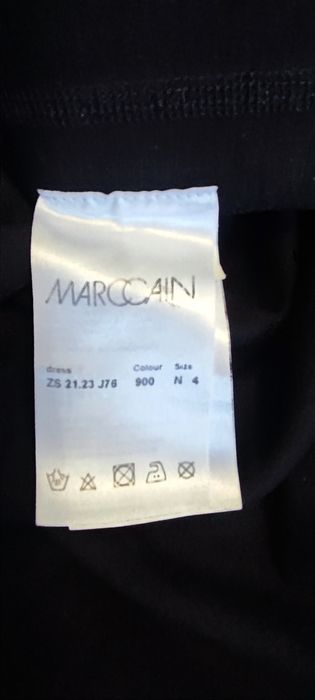 MARCCAIN
dress Colour Size
ZS 21.23 J76 900 N 4